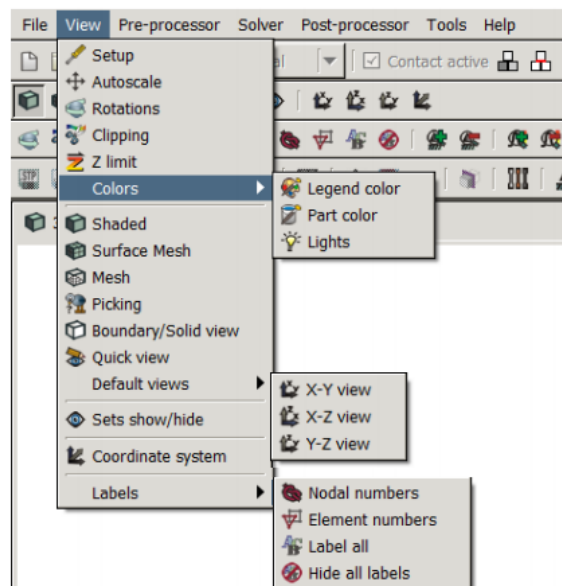 File View Pre-processor Solver Post-processor Tools Help
Setup
Contact active
Autoscale
Rotations
Clipping
Z limit
Colors
Legend color
Part color
Lights
Shaded
Surface Mesh
Mesh
Picking
Boundary/Solid view
Quick view
Default views
X-Y view
X-Z view
Y-Z view
Sets show/hide
Coordinate system
Labels
Nodal numbers
Element numbers
Label all
Hide all labels